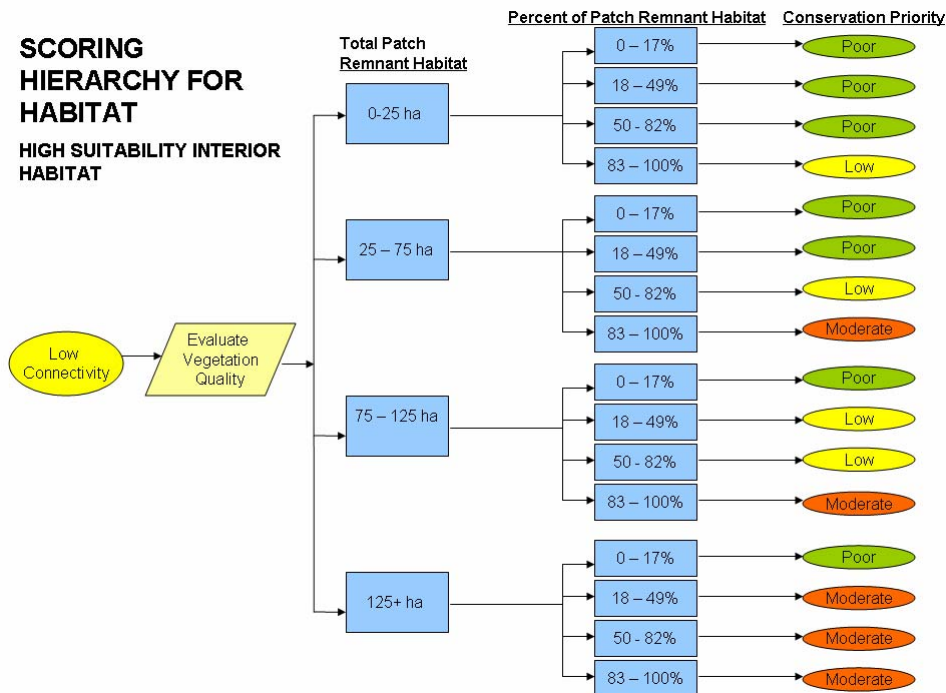 SCORING
HIERARCHY FOR
HABITAT
HIGH SUITABILITY INTERIOR
HABITAT
Low
Connectivity
Evaluate
Vegetation
Quality
Total Patch
Remnant Habitat
0-25 ha
25 – 75 ha
75 – 125 ha
125+ ha
Percent of Patch Remnant Habitat
Conservation Priority
0 – 17%
Poor
18 – 49%
Poor
50 - 82%
Poor
83 – 100%
Low
0 – 17%
Poor
18 – 49%
Poor
50 - 82%
Low
83 – 100%
Moderate
0 – 17%
Poor
18 – 49%
Low
50 - 82%
Low
83 – 100%
Moderate
0 – 17%
Poor
18 – 49%
Moderate
50 - 82%
Moderate
83 – 100%
Moderate